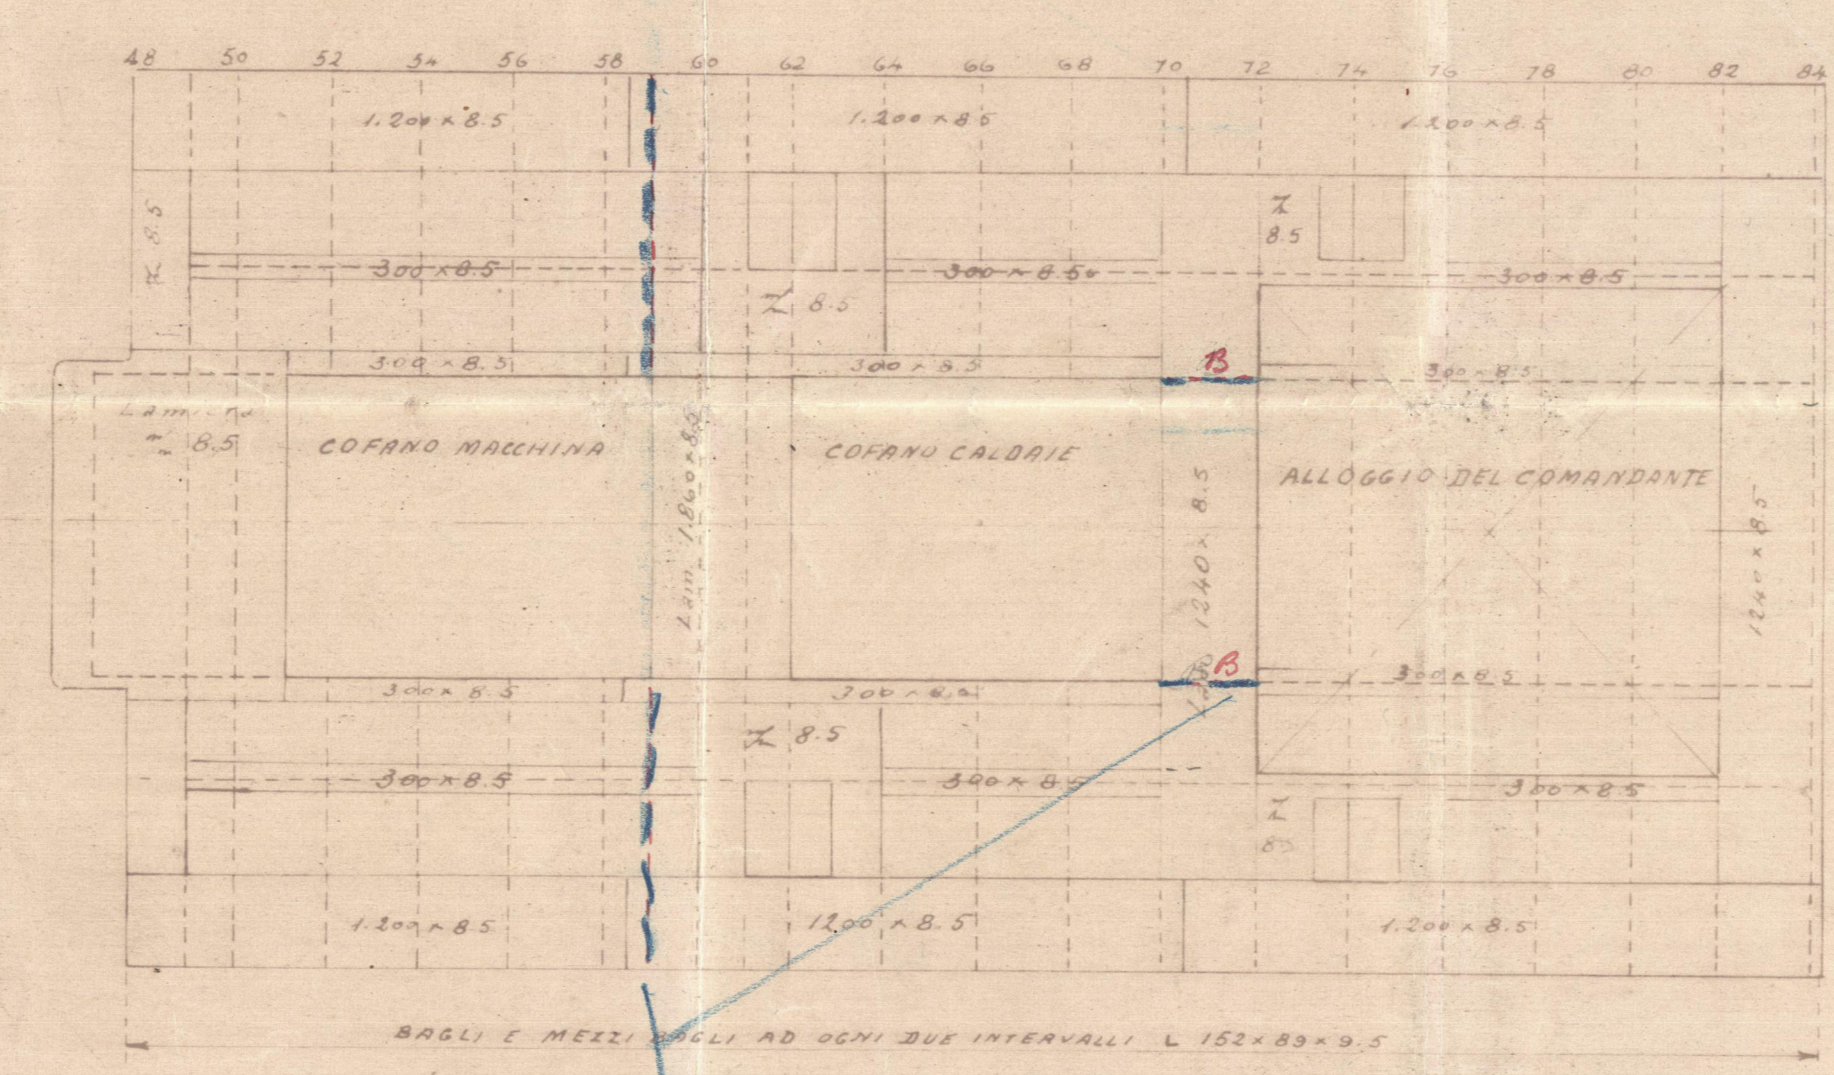 48 50 52 54 56 58 60 62 64 66 68 70 72 74 76 78 80 82 84
1.200 x 8.5 1.200 x 8.5 1.200 x 8.5
8.5
8.5
300 x 8.5 300 x 8.5 300 x 8.5
8.5
300 x 8.5 300 x 8.5 B 300 x 8.5
8.5 COFANO MACCHINA COFANO CALDAIE
ALLOGGIO DEL COMANDANTE
Lam. 1.860 x 8.5 1240 x 8.5 1240 x 8.5
B
300 x 8.5 300 x 8.5 300 x 8.5
8.5
300 x 8.5 300 x 8.5 300 x 8.5
8.5
1.200 x 8.5 1200 x 8.5 1.200 x 8.5
BAGLI E MEZZI BAGLI AD OGNI DUE INTERVALLI L 152 x 89 x 9.5